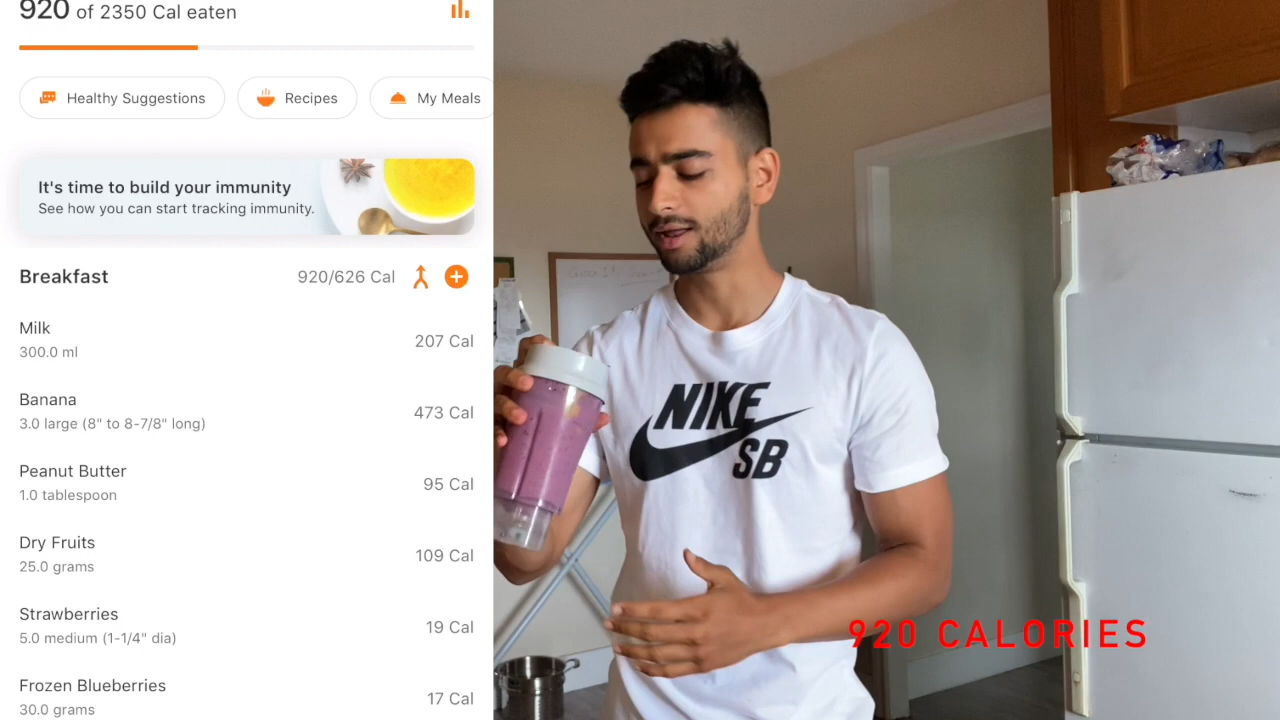 920 of 2350 Cal eaten
Healthy Suggestions
Recipes
My Meals
It's time to build your immunity
See how you can start tracking immunity.
Breakfast
920/626 Cal
Milk
207 Cal
300.0 ml
Banana
473 Cal
3.0 large (8" to 8-7/8" long)
Peanut Butter
95 Cal
1.0 tablespoon
Dry Fruits
109 Cal
25.0 grams
Strawberries
19 Cal
5.0 medium (1-1/4" dia)
Frozen Blueberries
17 Cal
30.0 grams
NIKE
SB
920 CALORIES